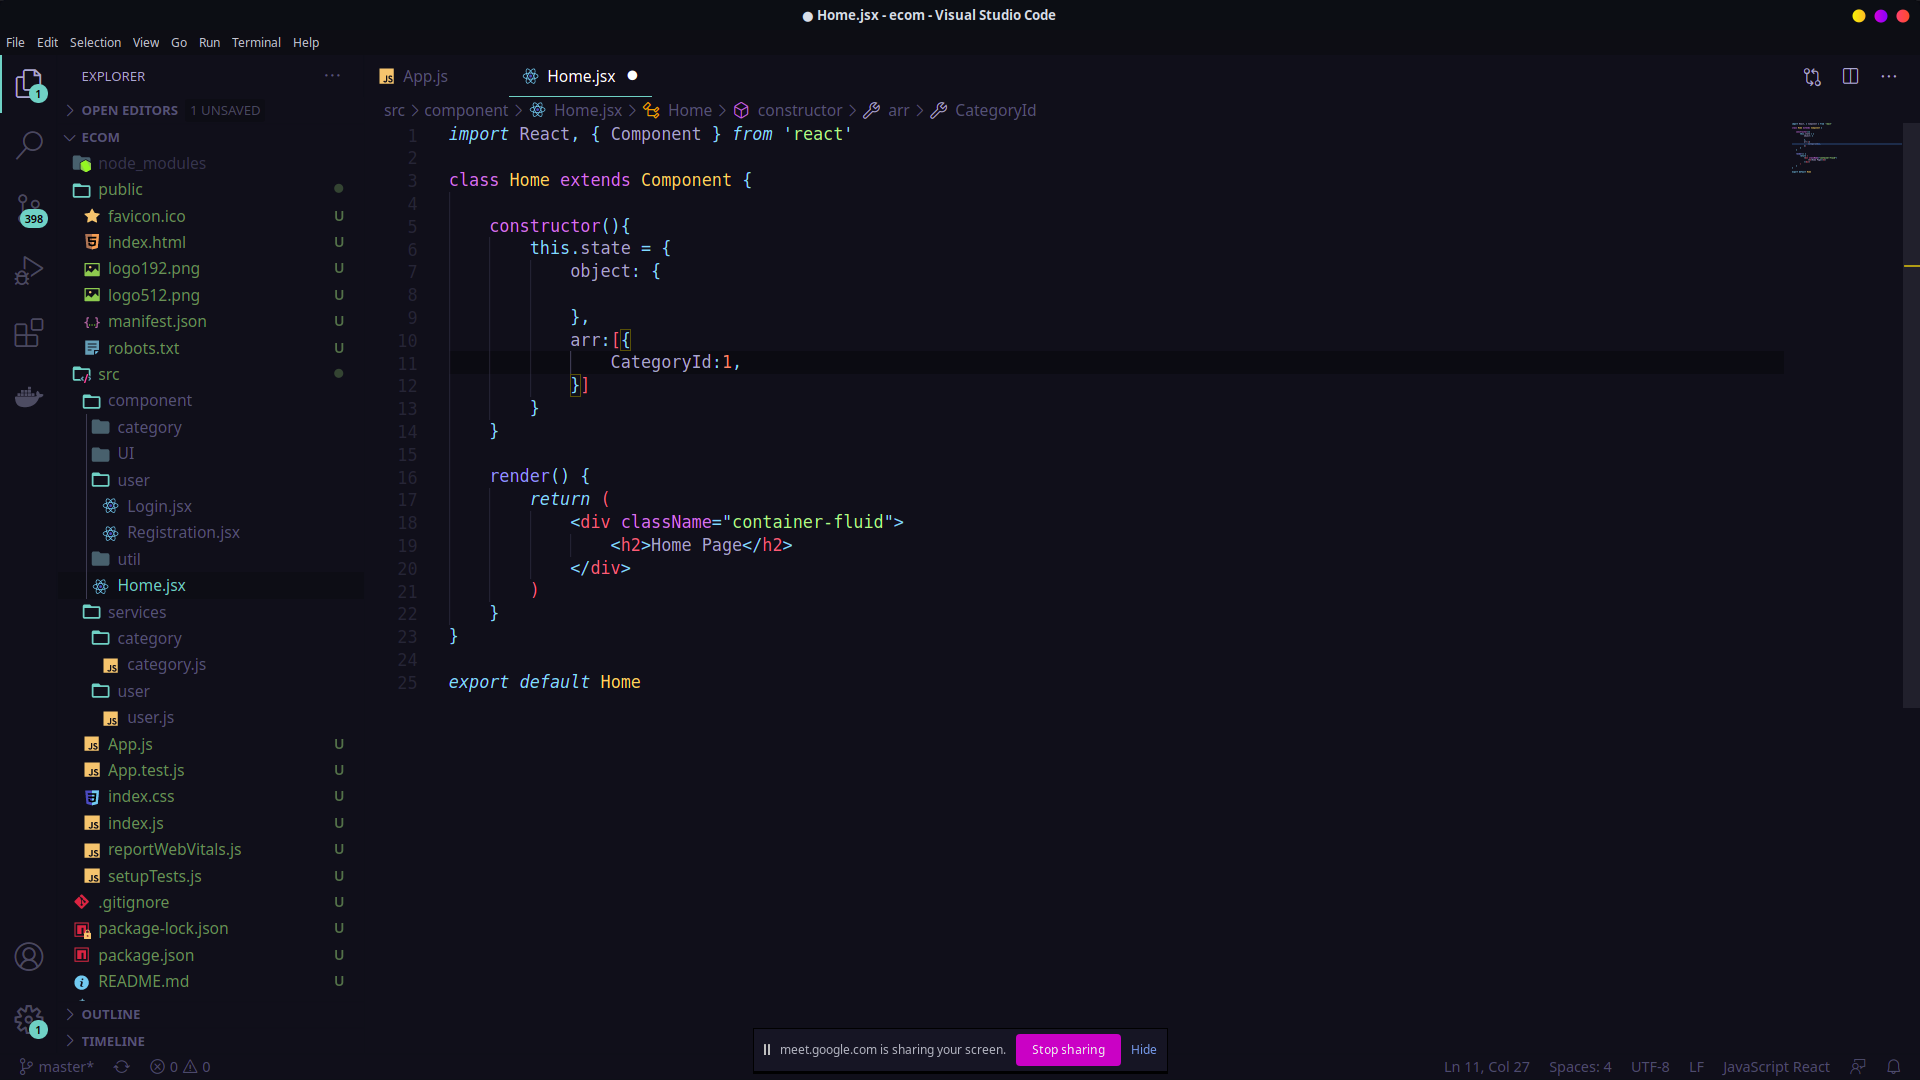 Home.jsx - ecom - Visual Studio Code
File Edit Selection View Go Run Terminal Help
EXPLORER
OPEN EDITORS 1 UNSAVED
ECOM
node_modules
public
favicon.ico U
index.html U
logo192.png U
logo512.png U
manifest.json U
robots.txt U
src
component
category
UI
user
Login.jsx
Registration.jsx
util
Home.jsx
services
category
category.js
user
user.js
App.js U
App.test.js U
index.css U
index.js U
reportWebVitals.js U
setupTests.js U
.gitignore U
package-lock.json U
package.json U
README.md U
OUTLINE
TIMELINE
1
398
1
App.js Home.jsx
src > component > Home.jsx > Home > constructor > arr > CategoryId
1 import React, { Component } from 'react'
2
3 class Home extends Component {
4
5 constructor(){
6 this.state = {
7 object: {
8
9 },
10 arr:[{
11 CategoryId:1,
12 }]
13 }
14 }
15
16 render() {
17 return (
18 <div className="container-fluid">
19 <h2>Home Page</h2>
20 </div>
21 )
22 }
23 }
24
25 export default Home
meet.google.com is sharing your screen. Stop sharing Hide
master* 0 0 Ln 11, Col 27 Spaces: 4 UTF-8 LF JavaScript React